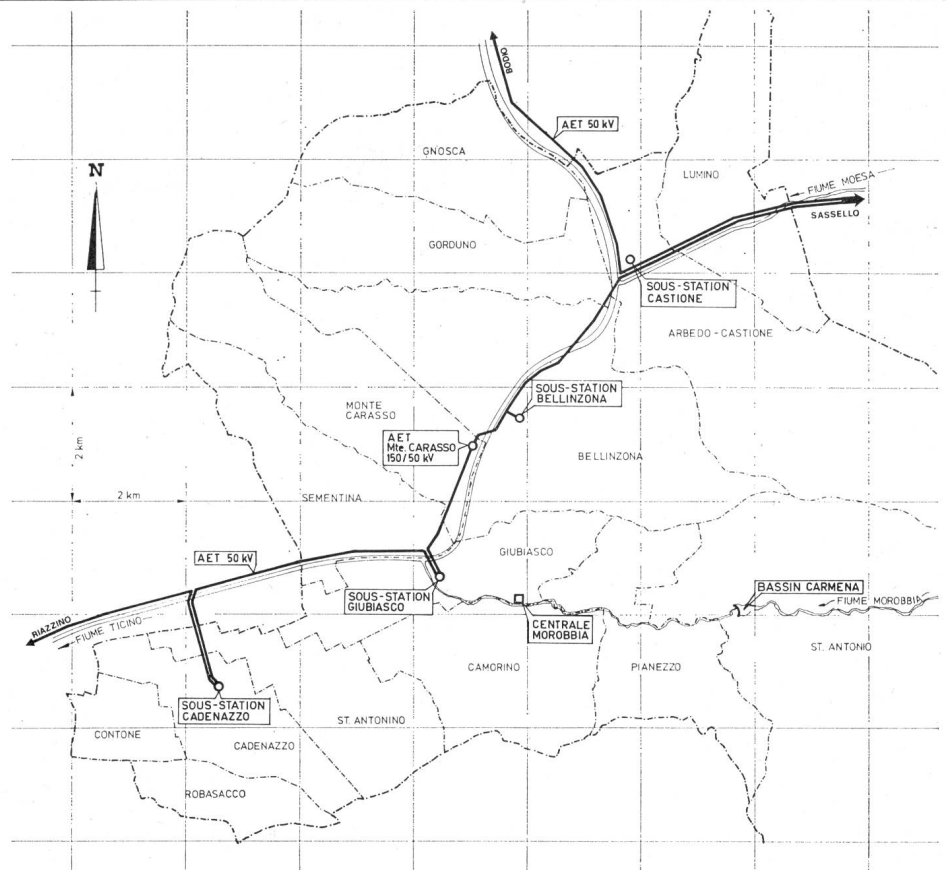 BODIO
AET 50 kV
GNOSCA
LUMINO
FIUME MOESA
N
SASSELLO
GORDUNO
SOUS-STATION
CASTIONE
ARBEDO - CASTIONE
SOUS-STATION
BELLINZONA
MONTE
CARASSO
AET
Mte. CARASSO
150/50 kV
2 km
BELLINZONA
2 km
SEMENTINA
GIUBIASCO
AET 50 kV
BASSIN CARMENA
SOUS-STATION
GIUBIASCO
FIUME MOROBBIA
RIAZZINO
FIUME TICINO
CENTRALE
MOROBBIA
ST. ANTONIO
CAMORINO
PIANEZZO
SOUS-STATION
CADENAZZO
ST. ANTONINO
CONTONE
CADENAZZO
ROBASACCO